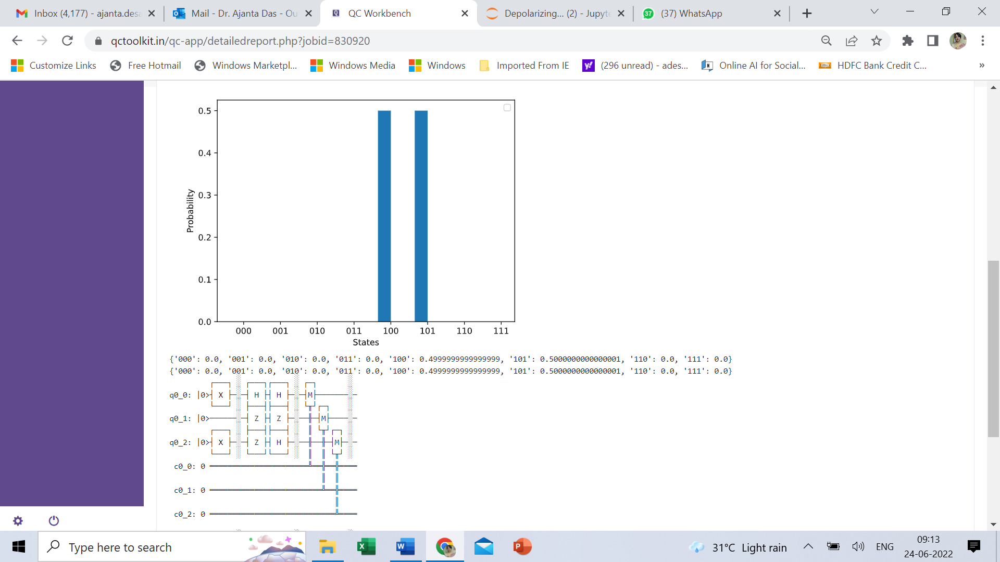 Inbox (4,177) - ajanta.desa
Mail - Dr. Ajanta Das - Ou
QC Workbench
Depolarizing... (2) - Jupyte
37
(37) WhatsApp
qctoolkit.in/qc-app/detailedreport.php?jobid=830920
Customize Links
Free Hotmail
Windows Marketpl...
Windows Media
Windows
Imported From IE
(296 unread) - ades...
Online AI for Social...
HDFC Bank Credit C...
»
0.5
0.4
0.3
0.2
0.1
0.0
Probability
000 001 010 011 100 101 110 111
States
{'000': 0.0, '001': 0.0, '010': 0.0, '011': 0.0, '100': 0.4999999999999999, '101': 0.5000000000000001, '110': 0.0, '111': 0.0}
{'000': 0.0, '001': 0.0, '010': 0.0, '011': 0.0, '100': 0.4999999999999999, '101': 0.5000000000000001, '110': 0.0, '111': 0.0}
q0_0: |0> X H H M
q0_1: |0> Z Z M
q0_2: |0> X Z H M
c0_0: 0
c0_1: 0
c0_2: 0
Type here to search
31°C Light rain
ENG
09:13
24-06-2022